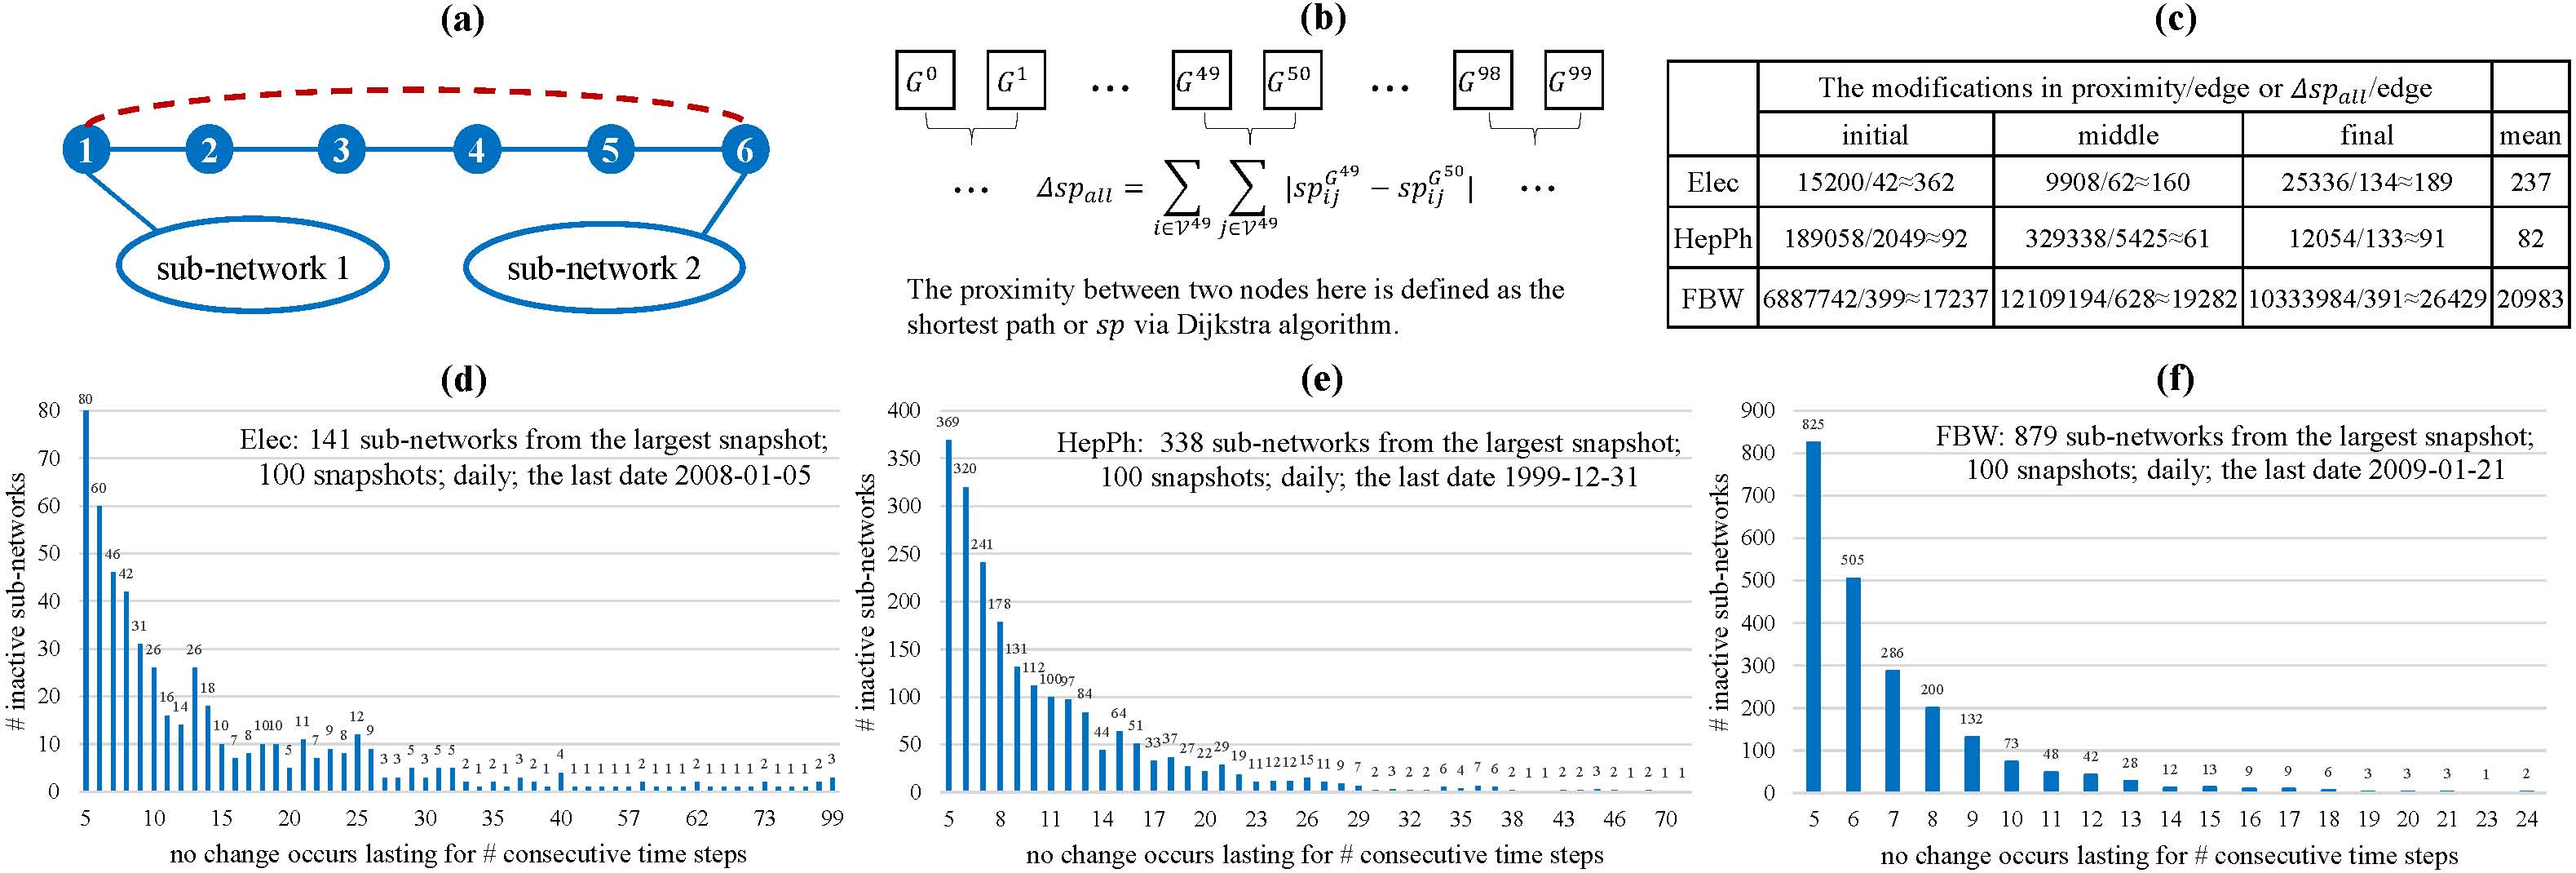 (a)
1 2 3 4 5 6
sub-network 1
sub-network 2
(b)
G^0 G^1 ... G^49 G^50 ... G^98 G^99
... Δsp_all = ∑_{i∈𝒱^49} ∑_{j∈𝒱^49} |sp_ij^{G^49} − sp_ij^{G^50}| ...
The proximity between two nodes here is defined as the
shortest path or sp via Dijkstra algorithm.
(c)
The modifications in proximity/edge or Δsp_all/edge
initial middle final mean
Elec 15200/42≈362 9908/62≈160 25336/134≈189 237
HepPh 189058/2049≈92 329338/5425≈61 12054/133≈91 82
FBW 6887742/399≈17237 12109194/628≈19282 10333984/391≈26429 20983
(d)
Elec: 141 sub-networks from the largest snapshot;
100 snapshots; daily; the last date 2008-01-05
# inactive sub-networks
80
70
60
50
40
30
20
10
0
80 60 46 42 31 26 16 14 26 18 10 7 8 10 10 5 11 7 9 8 12 9 3 3 5 3 5 5 2 1 2 1 3 2 1 4 1 1 1 1 1 2 1 1 1 2 1 1 1 1 2 1 1 1 2 3
5 10 15 20 25 30 35 40 57 62 73 99
no change occurs lasting for # consecutive time steps
(e)
HepPh: 338 sub-networks from the largest snapshot;
100 snapshots; daily; the last date 1999-12-31
# inactive sub-networks
400
350
300
250
200
150
100
50
0
369 320 241 178 131 112 100 97 84 44 64 51 33 37 27 22 29 19 11 12 12 15 11 9 7 2 3 2 2 6 4 7 6 2 1 1 2 2 3 2 1 2 1 1
5 8 11 14 17 20 23 26 29 32 35 38 43 46 70
no change occurs lasting for # consecutive time steps
(f)
FBW: 879 sub-networks from the largest snapshot;
100 snapshots; daily; the last date 2009-01-21
# inactive sub-networks
900
800
700
600
500
400
300
200
100
0
825 505 286 200 132 73 48 42 28 12 13 9 9 6 3 3 3 1 2
5 6 7 8 9 10 11 12 13 14 15 16 17 18 19 20 21 23 24
no change occurs lasting for # consecutive time steps